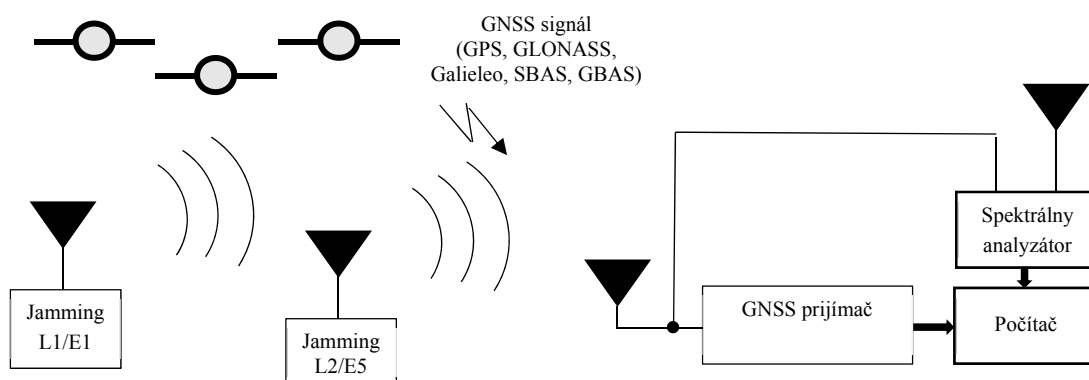 GNSS signál
(GPS, GLONASS,
Galieleo, SBAS, GBAS)
Spektrálny
analyzátor
Jamming
L1/E1
Jamming
L2/E5
GNSS prijímač
Počítač